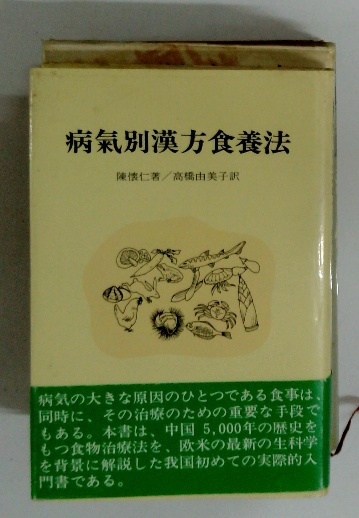 病氣別漢方食養法
陳懐仁著／高橋由美子訳
病気の大きな原因のひとつである食事は、
同時に、その治療のための重要な手段で
もある。本書は、中国 5,000年の歴史を
もつ食物治療法を、欧米の最新の生科学
を背景に解説した我国初めての実際的入
門書である。